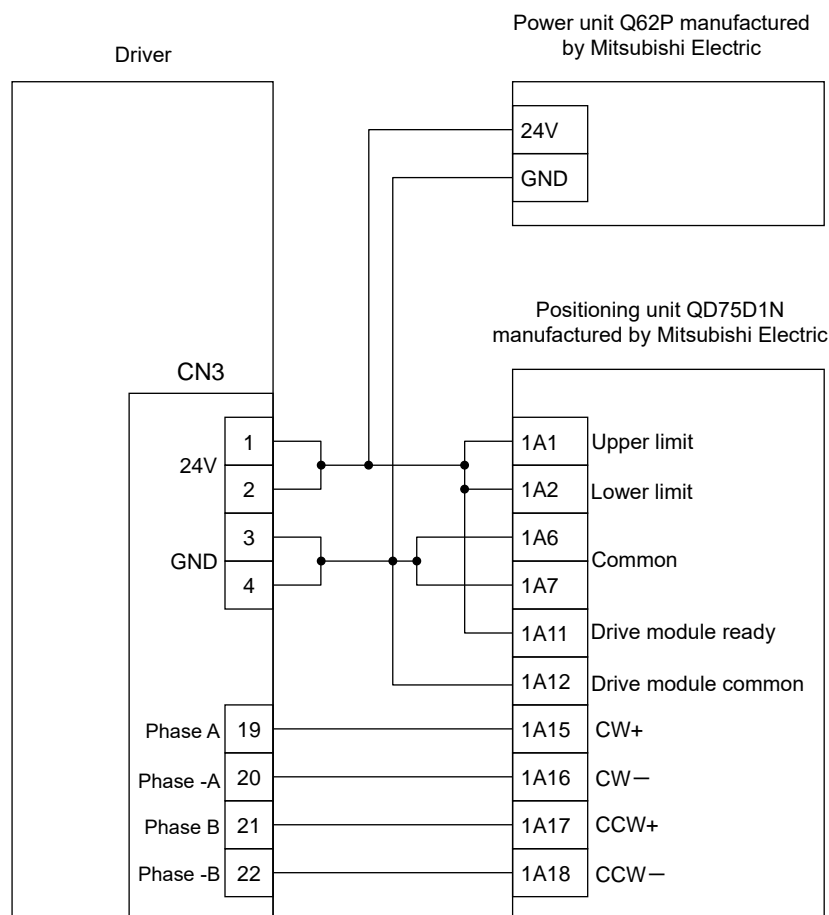 Power unit Q62P manufactured
by Mitsubishi Electric
Driver
24V
GND
Positioning unit QD75D1N
manufactured by Mitsubishi Electric
CN3
24V
1
2
GND
3
4
Phase A 19
Phase -A 20
Phase B 21
Phase -B 22
1A1 Upper limit
1A2 Lower limit
1A6
Common
1A7
1A11 Drive module ready
1A12 Drive module common
1A15 CW+
1A16 CW−
1A17 CCW+
1A18 CCW−